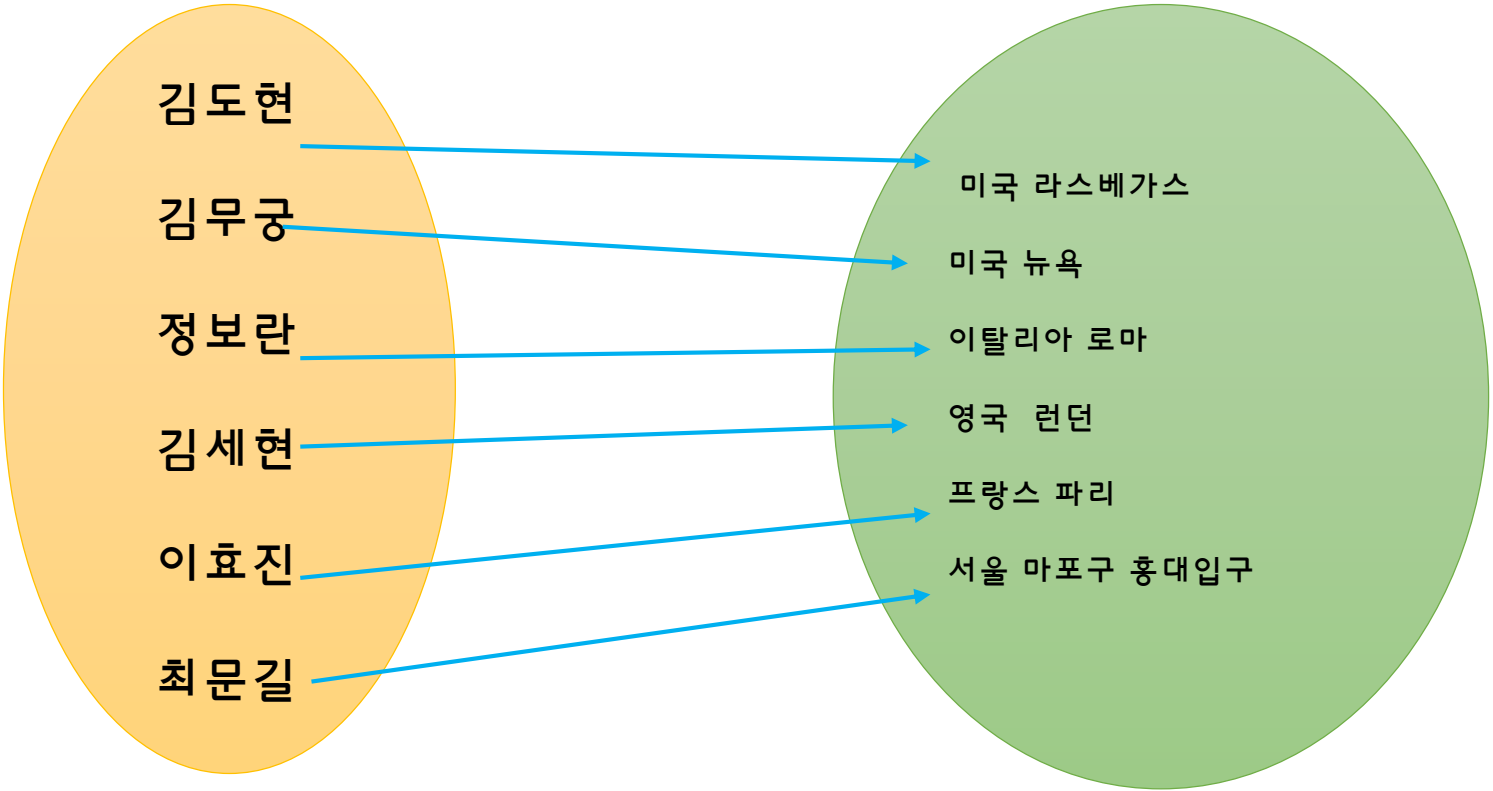 김도현
김무궁
정보란
김세현
이효진
최문길
미국 라스베가스
미국 뉴욕
이탈리아 로마
영국 런던
프랑스 파리
서울 마포구 홍대입구